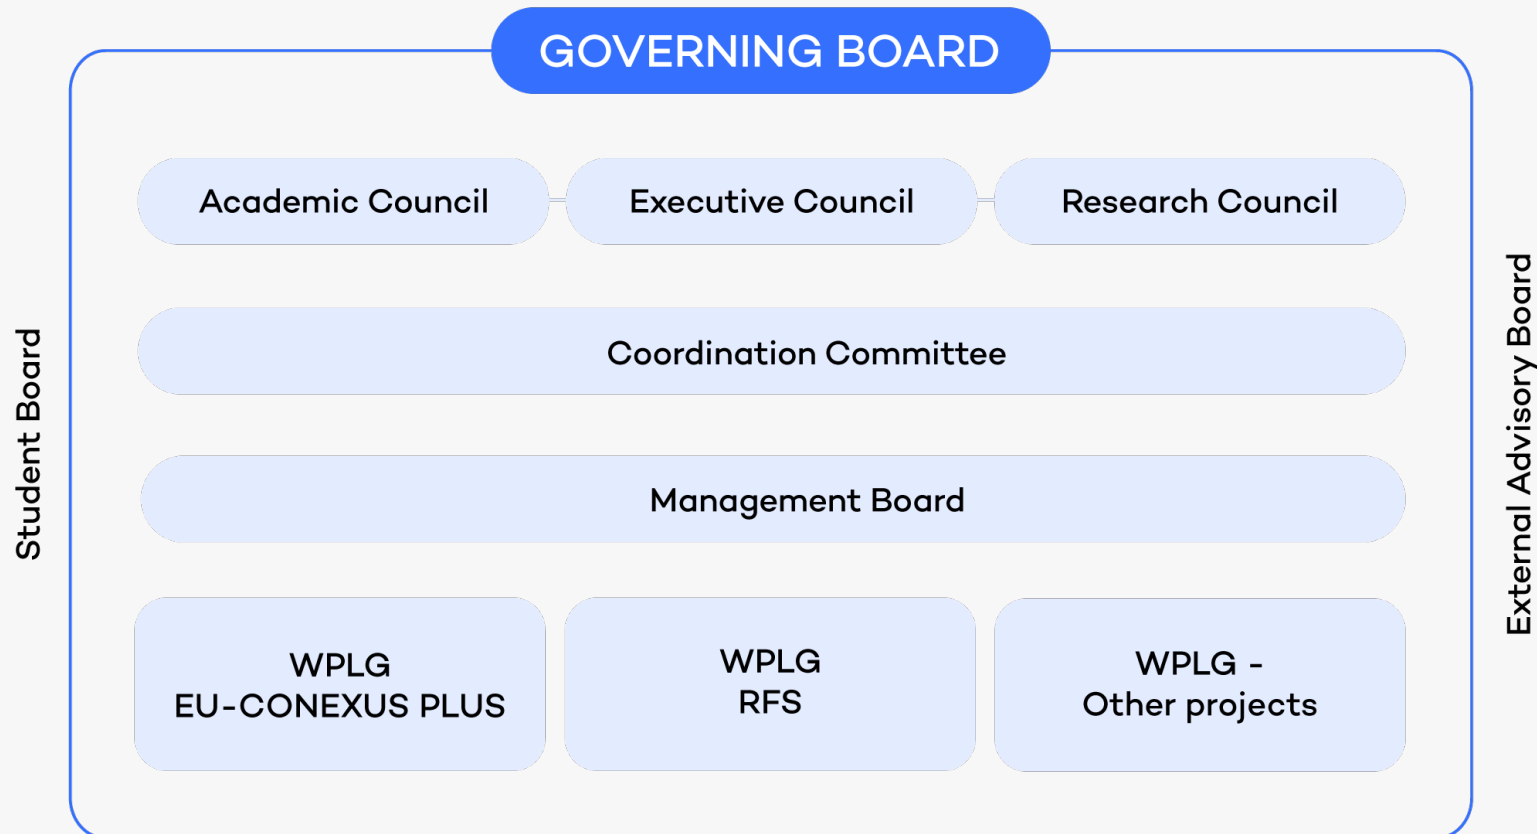 GOVERNING BOARD
Academic Council
Executive Council
Research Council
Coordination Committee
Management Board
WPLG
EU-CONEXUS PLUS
WPLG
RFS
WPLG -
Other projects
Student Board
External Advisory Board